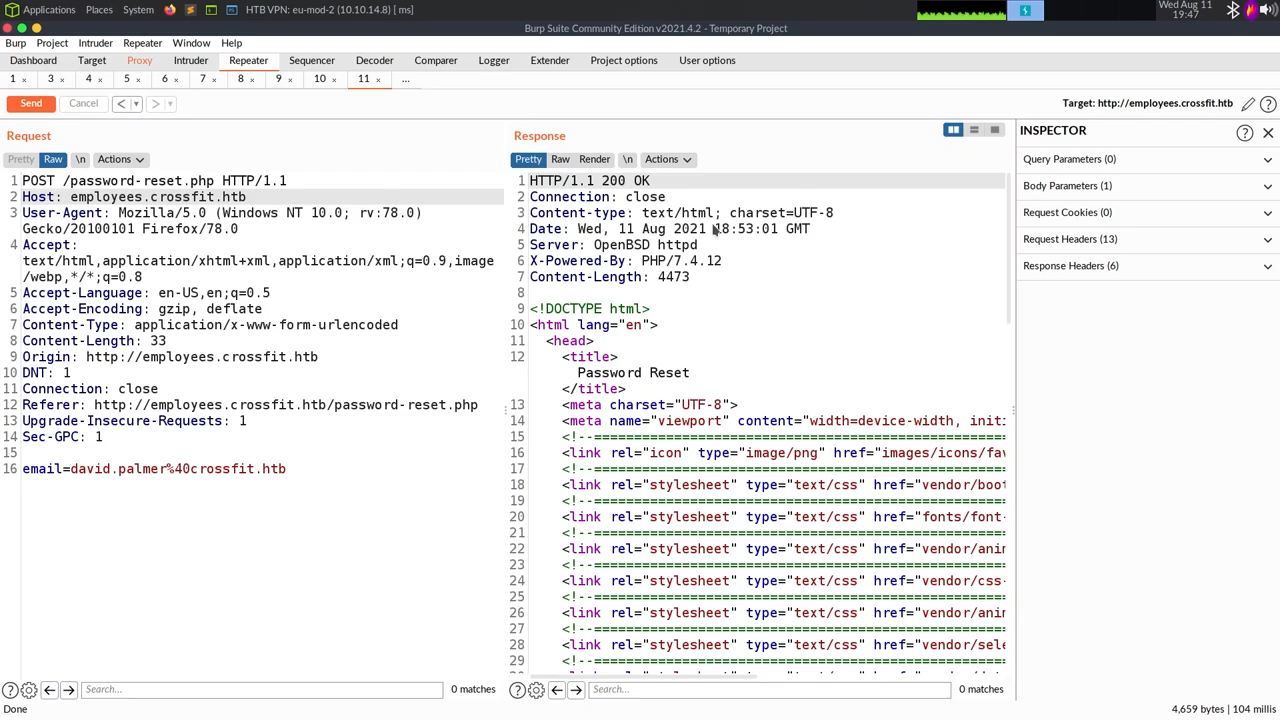 Applications Places System HTB VPN: eu-mod-2 (10.10.14.8) [ ms]
Wed Aug 11
19:47
Burp Suite Community Edition v2021.4.2 - Temporary Project
Burp Project Intruder Repeater Window Help
Dashboard Target Proxy Intruder Repeater Sequencer Decoder Comparer Logger Extender Project options User options
1 × 3 × 4 × 5 × 6 × 7 × 8 × 9 × 10 × 11 × ...
Send Cancel < > Target: http://employees.crossfit.htb ?
Request
Pretty Raw \n Actions
1 POST /password-reset.php HTTP/1.1
2 Host: employees.crossfit.htb
3 User-Agent: Mozilla/5.0 (Windows NT 10.0; rv:78.0)
Gecko/20100101 Firefox/78.0
4 Accept:
text/html,application/xhtml+xml,application/xml;q=0.9,image
/webp,*/*;q=0.8
5 Accept-Language: en-US,en;q=0.5
6 Accept-Encoding: gzip, deflate
7 Content-Type: application/x-www-form-urlencoded
8 Content-Length: 33
9 Origin: http://employees.crossfit.htb
10 DNT: 1
11 Connection: close
12 Referer: http://employees.crossfit.htb/password-reset.php
13 Upgrade-Insecure-Requests: 1
14 Sec-GPC: 1
15
16 email=david.palmer%40crossfit.htb
Response
Pretty Raw Render \n Actions
1 HTTP/1.1 200 OK
2 Connection: close
3 Content-type: text/html; charset=UTF-8
4 Date: Wed, 11 Aug 2021 18:53:01 GMT
5 Server: OpenBSD httpd
6 X-Powered-By: PHP/7.4.12
7 Content-Length: 4473
8
9 <!DOCTYPE html>
10 <html lang="en">
11 <head>
12 <title>
Password Reset
</title>
13 <meta charset="UTF-8">
14 <meta name="viewport" content="width=device-width, initi
15 <!--===================================================
16 <link rel="icon" type="image/png" href="images/icons/fav
17 <!--===================================================
18 <link rel="stylesheet" type="text/css" href="vendor/boot
19 <!--===================================================
20 <link rel="stylesheet" type="text/css" href="fonts/font-
21 <!--===================================================
22 <link rel="stylesheet" type="text/css" href="vendor/ani
23 <!--===================================================
24 <link rel="stylesheet" type="text/css" href="vendor/css-
25 <!--===================================================
26 <link rel="stylesheet" type="text/css" href="vendor/ani
27 <!--===================================================
28 <link rel="stylesheet" type="text/css" href="vendor/sele
29 <!--===================================================
INSPECTOR ?
Query Parameters (0)
Body Parameters (1)
Request Cookies (0)
Request Headers (13)
Response Headers (6)
? Search... 0 matches
? Search... 0 matches
Done
4,659 bytes | 104 millis